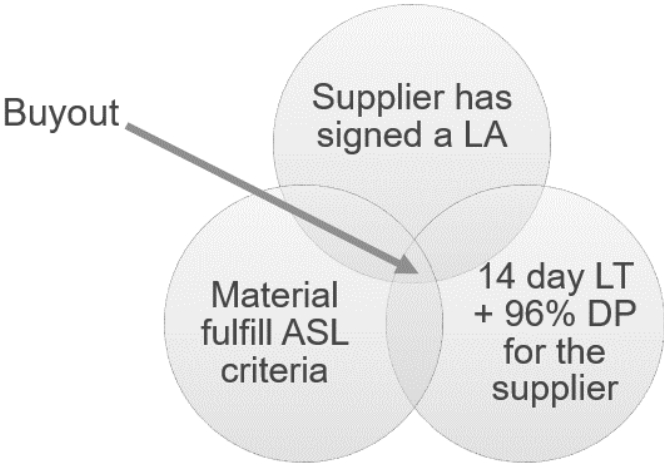 Buyout
Supplier has
signed a LA
Material
fulfill ASL
criteria
14 day LT
+ 96% DP
for the
supplier